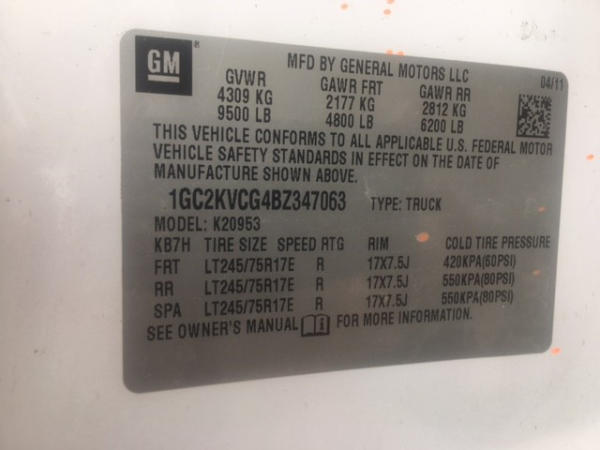 GM®
MFD BY GENERAL MOTORS LLC
04/11
GVWR GAWR FRT GAWR RR
4309 KG 2177 KG 2812 KG
9500 LB 4800 LB 6200 LB
THIS VEHICLE CONFORMS TO ALL APPLICABLE U.S. FEDERAL MOTOR
VEHICLE SAFETY STANDARDS IN EFFECT ON THE DATE OF
MANUFACTURE SHOWN ABOVE.
1GC2KVCG4BZ347063 TYPE: TRUCK
MODEL: K20953
KB7H TIRE SIZE SPEED RTG RIM COLD TIRE PRESSURE
FRT LT245/75R17E R 17X7.5J 420KPA(60PSI)
RR LT245/75R17E R 17X7.5J 550KPA(80PSI)
SPA LT245/75R17E R 17X7.5J 550KPA(80PSI)
SEE OWNER'S MANUAL FOR MORE INFORMATION.